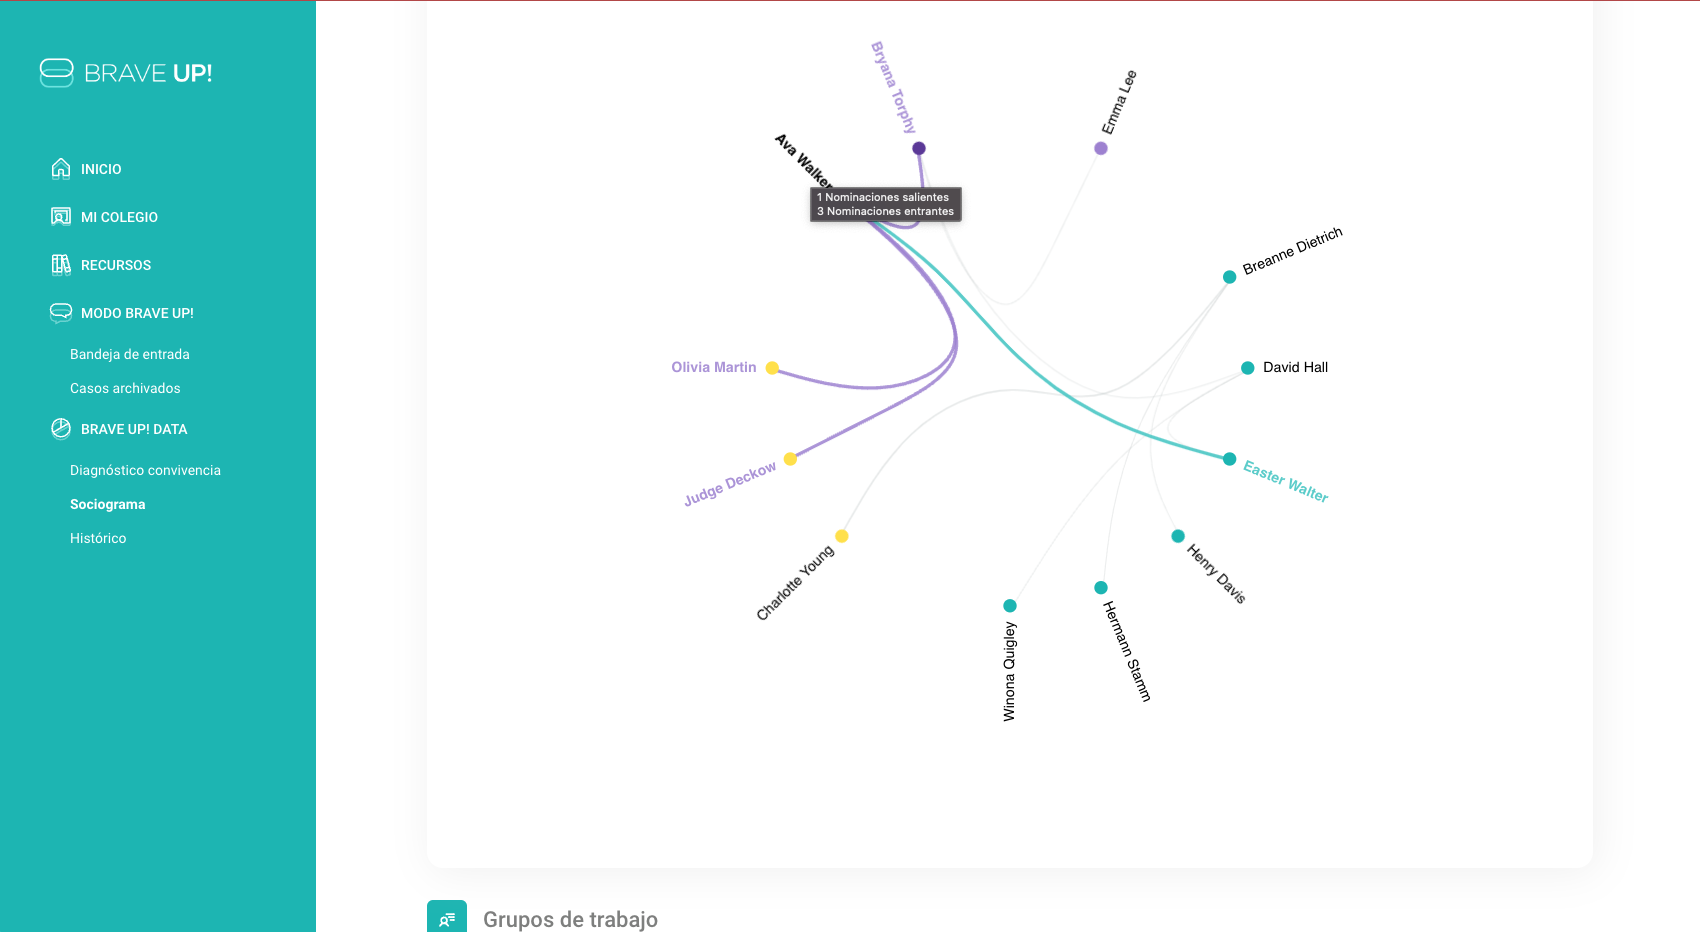 BRAVE UP!
INICIO
MI COLEGIO
RECURSOS
MODO BRAVE UP!
Bandeja de entrada
Casos archivados
BRAVE UP! DATA
Diagnóstico convivencia
Sociograma
Histórico
Bryana Torphy
Emma Lee
Ava Walker
1 Nominaciones salientes
3 Nominaciones entrantes
Breanne Dietrich
Olivia Martin
David Hall
Judge Deckow
Easter Walter
Charlotte Young
Henry Davis
Winona Quigley
Hermann Stamm
Grupos de trabajo